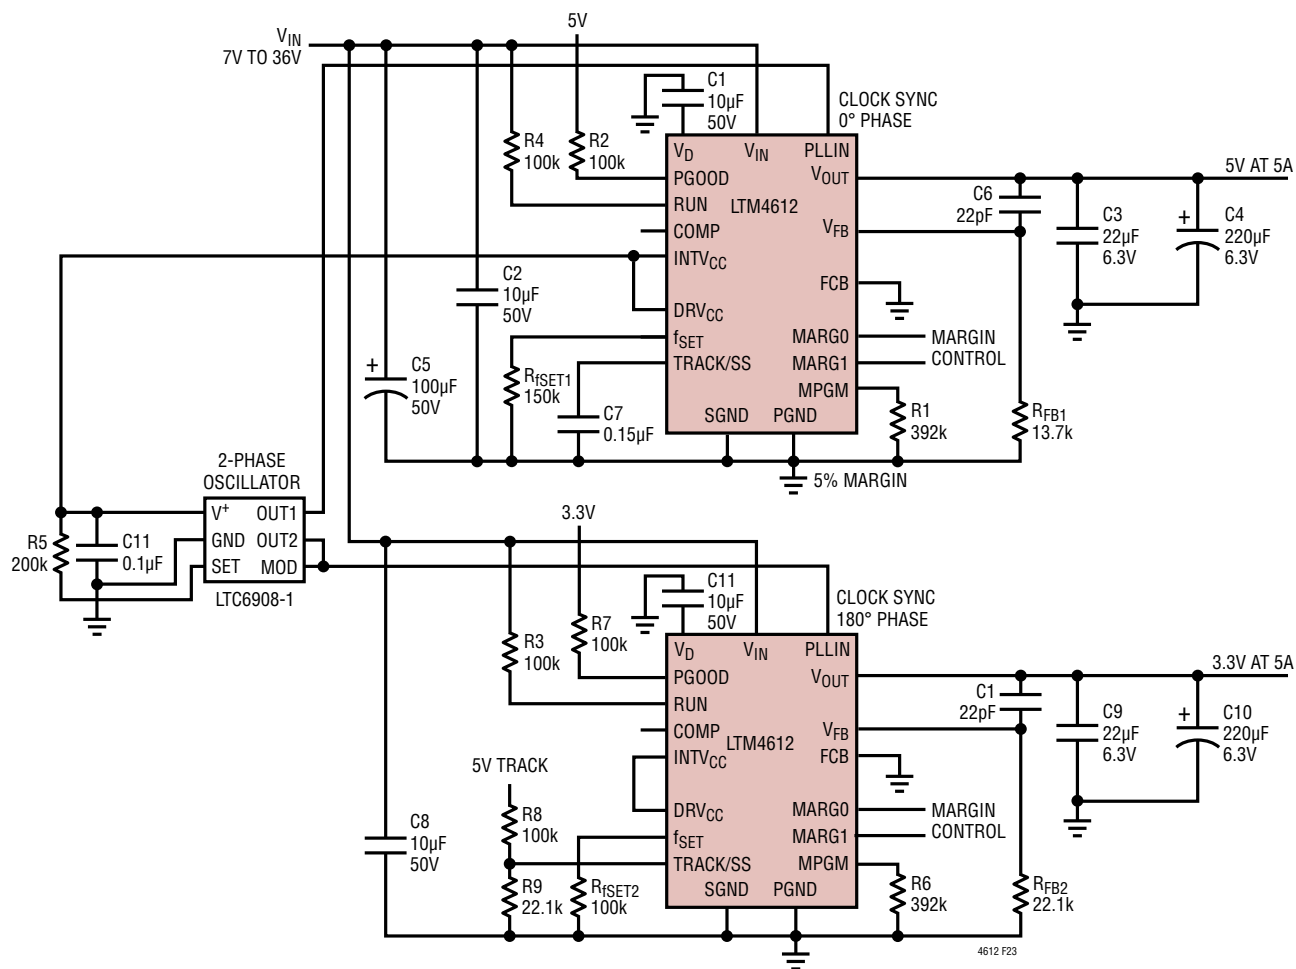 VIN
7V TO 36V
5V
C1
10µF
50V
CLOCK SYNC
0° PHASE
R4
100k
R2
100k
VD
VIN
PLLIN
PGOOD
VOUT
RUN
LTM4612
COMP
VFB
INTVCC
FCB
DRVCC
fSET
MARG0
MARGIN
CONTROL
TRACK/SS
MARG1
MPGM
SGND
PGND
5V AT 5A
C6
22pF
C3
22µF
6.3V
+
C4
220µF
6.3V
C2
10µF
50V
+
C5
100µF
50V
RfSET1
150k
C7
0.15µF
R1
392k
RFB1
13.7k
5% MARGIN
2-PHASE
OSCILLATOR
V+
OUT1
GND
OUT2
SET
MOD
LTC6908-1
R5
200k
C11
0.1µF
3.3V
C11
10µF
50V
CLOCK SYNC
180° PHASE
R3
100k
R7
100k
VD
VIN
PLLIN
PGOOD
VOUT
RUN
LTM4612
COMP
VFB
INTVCC
FCB
DRVCC
MARG0
MARGIN
CONTROL
fSET
MARG1
TRACK/SS
MPGM
SGND
PGND
3.3V AT 5A
C1
22pF
C9
22µF
6.3V
+
C10
220µF
6.3V
5V TRACK
R8
100k
C8
10µF
50V
R9
22.1k
RfSET2
100k
R6
392k
RFB2
22.1k
4612 F23